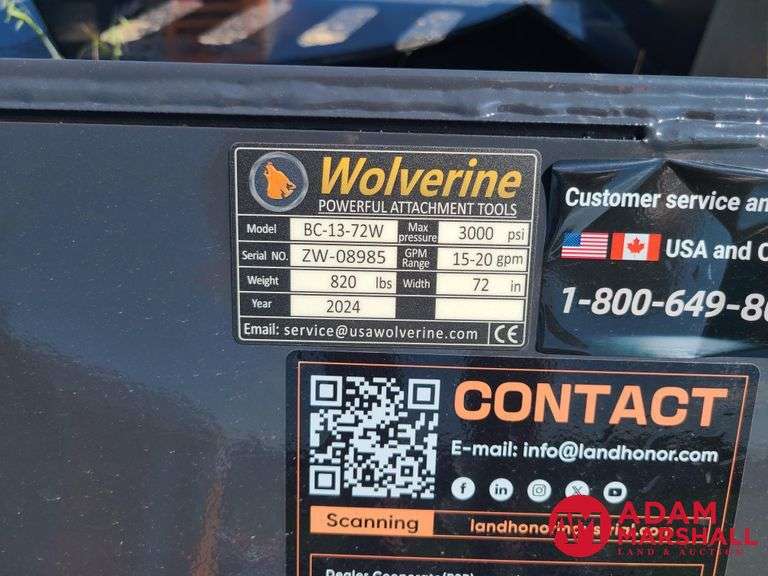 Wolverine
POWERFUL ATTACHMENT TOOLS
Model BC-13-72W Max pressure 3000 psi
Serial NO. ZW-08985 GPM Range 15-20 gpm
Weight 820 lbs Width 72 in
Year 2024
Email: service@usawolverine.com CE
Customer service an
USA and C
1-800-649-8
CONTACT
E-mail: info@landhonor.com
Scanning landhonorindustrial.com
ADAM
MARSHALL
LAND & AUCTION